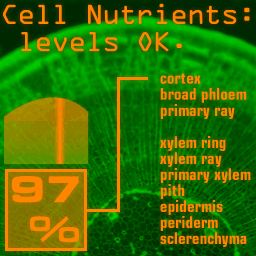 Cell Nutrients:
levels OK.
cortex
broad phloem
primary ray
xylem ring
xylem ray
primary xylem
pith
epidermis
periderm
sclerenchyma
97
%